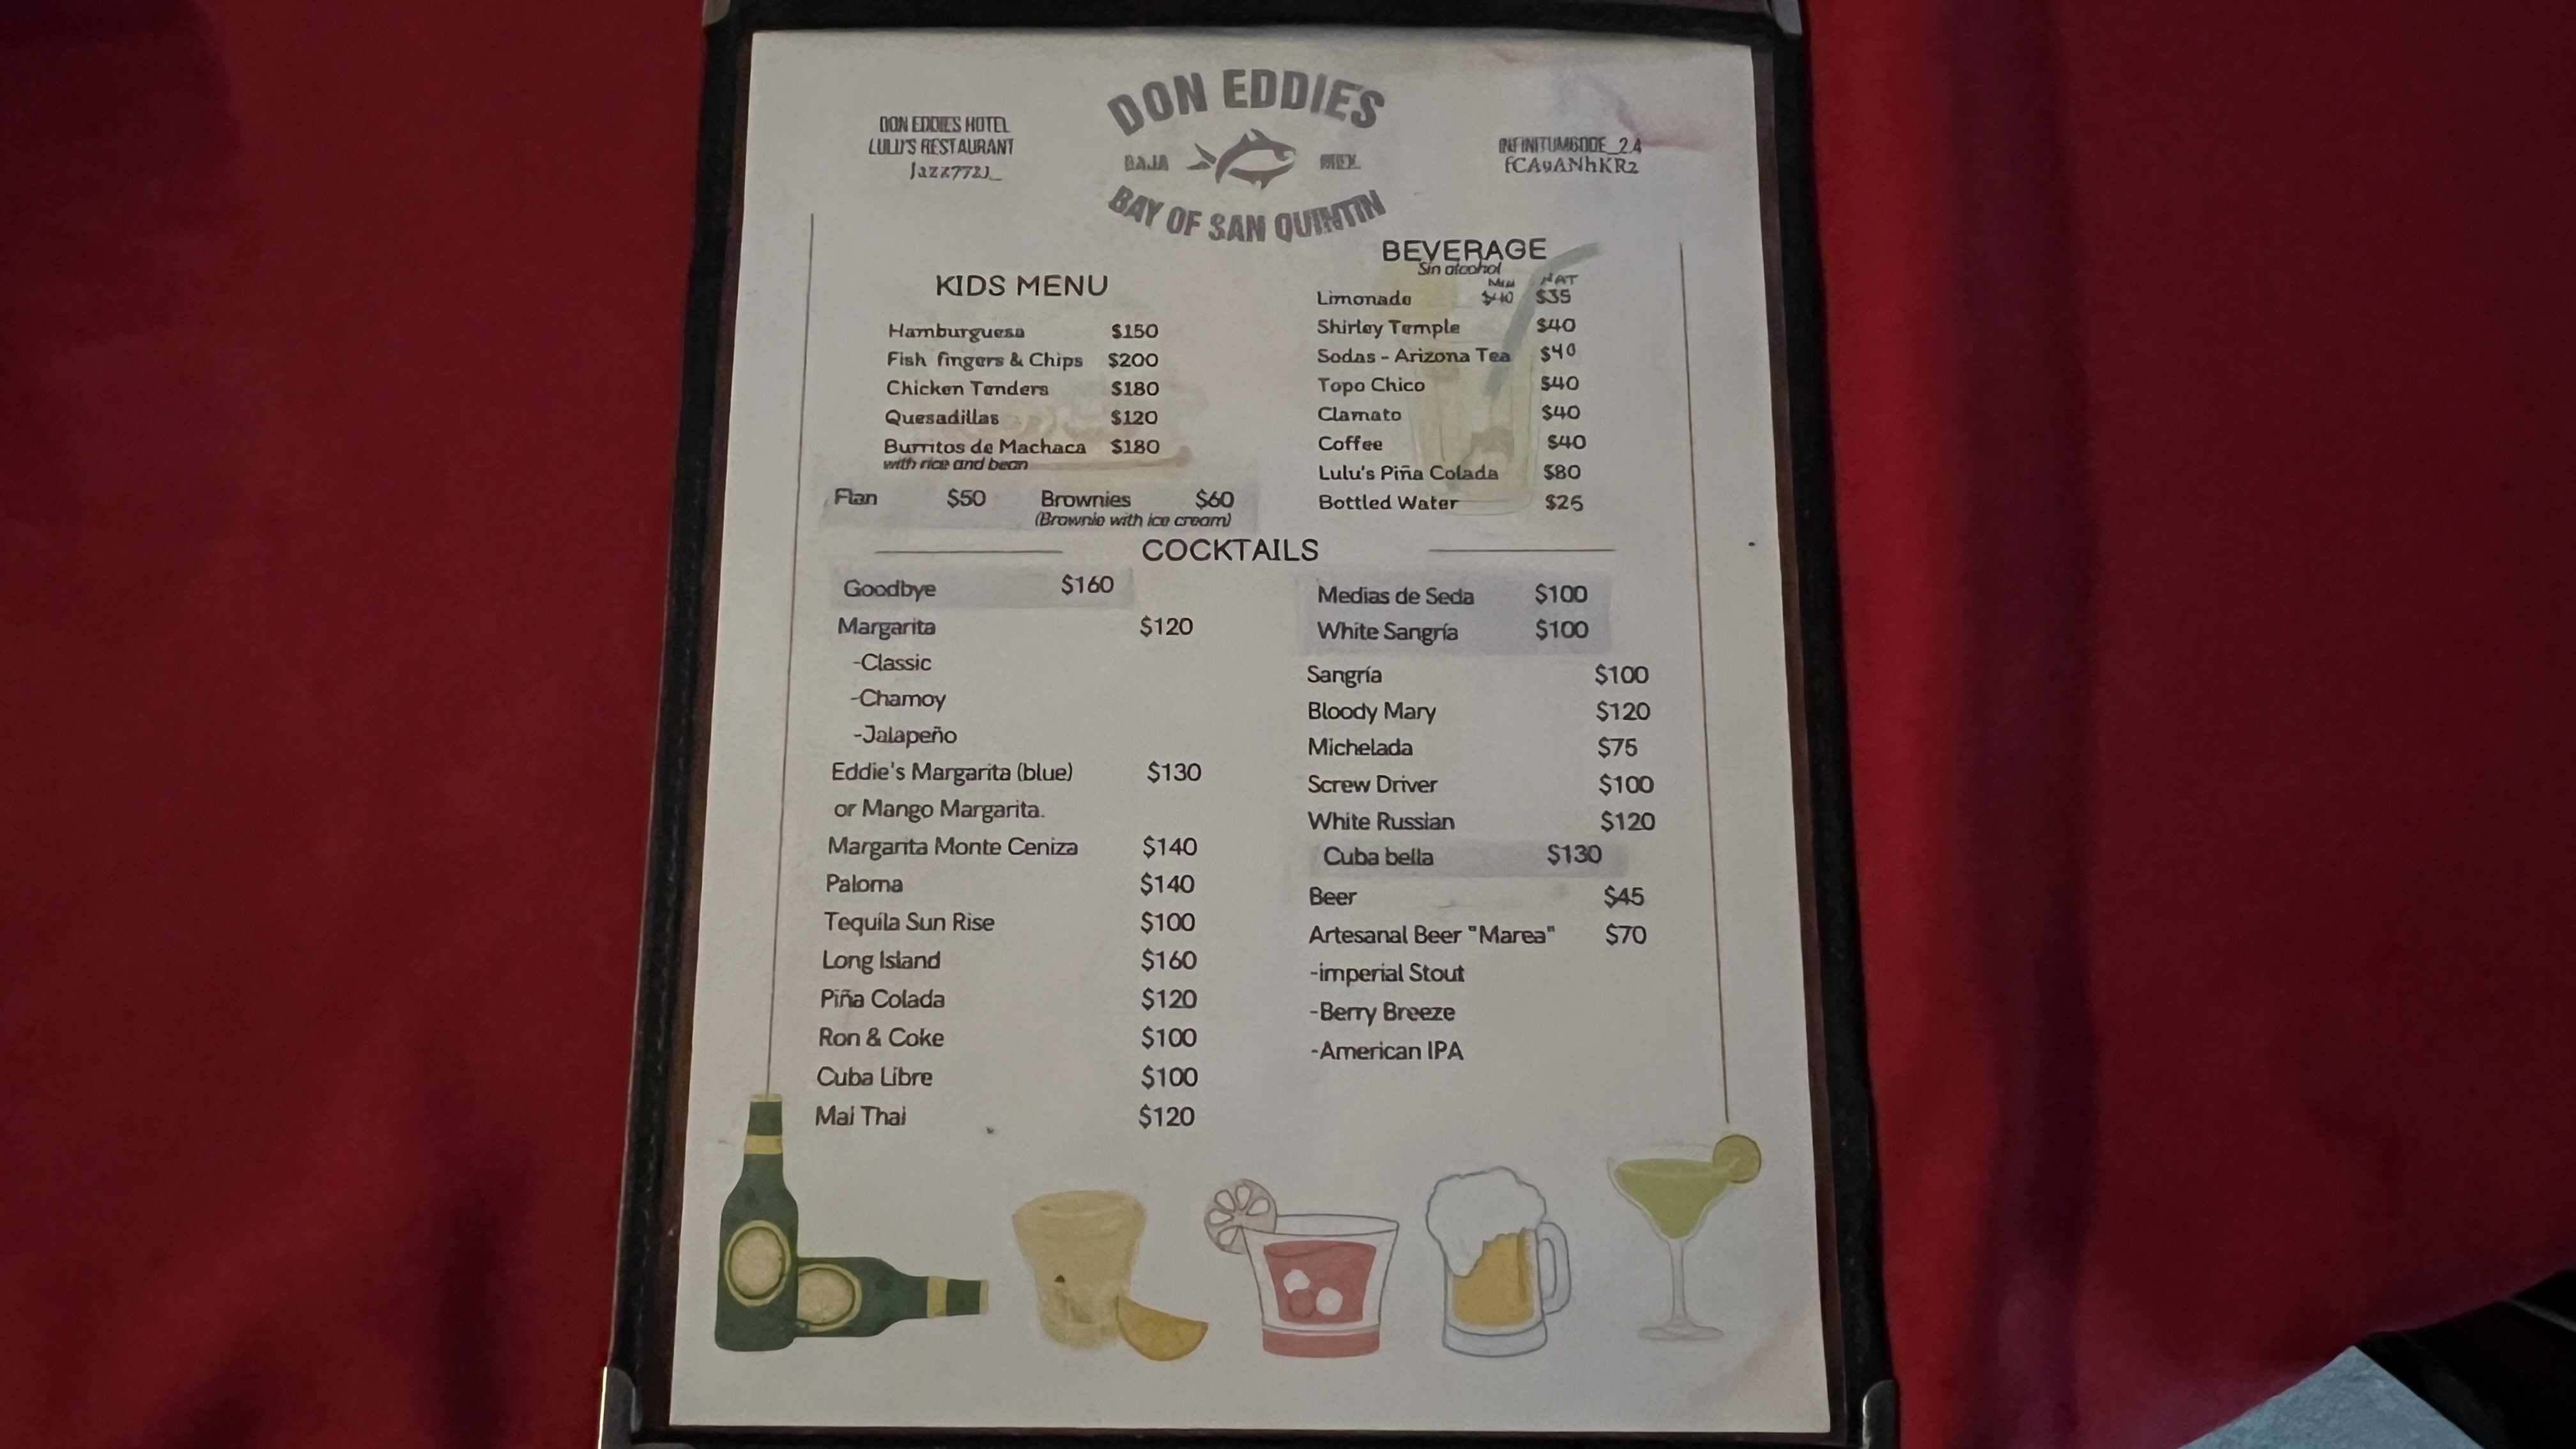 DON EDDIES
BAJA MEX.
BAY OF SAN QUINTIN
DON EDDIES HOTEL
LULU'S RESTAURANT
INFINITUM6DDE_2.4
fCA9ANhKR2
KIDS MENU
Hamburguesa $150
Fish fingers & Chips $200
Chicken Tenders $180
Quesadillas $120
Burritos de Machaca $180
with rice and bean
Flan $50 Brownies $60
(Brownie with ice cream)
BEVERAGE
Sin alcohol
Min NAT
Limonade $40 $35
Shirley Temple $40
Sodas - Arizona Tea $40
Topo Chico $40
Clamato $40
Coffee $40
Lulu's Piña Colada $80
Bottled Water $25
COCKTAILS
Goodbye $160
Margarita $120
-Classic
-Chamoy
-Jalapeño
Eddie's Margarita (blue) $130
or Mango Margarita.
Margarita Monte Ceniza $140
Paloma $140
Tequila Sun Rise $100
Long Island $160
Piña Colada $120
Ron & Coke $100
Cuba Libre $100
Mai Thai $120
Medias de Seda $100
White Sangría $100
Sangría $100
Bloody Mary $120
Michelada $75
Screw Driver $100
White Russian $120
Cuba bella $130
Beer $45
Artesanal Beer "Marea" $70
-imperial Stout
-Berry Breeze
-American IPA